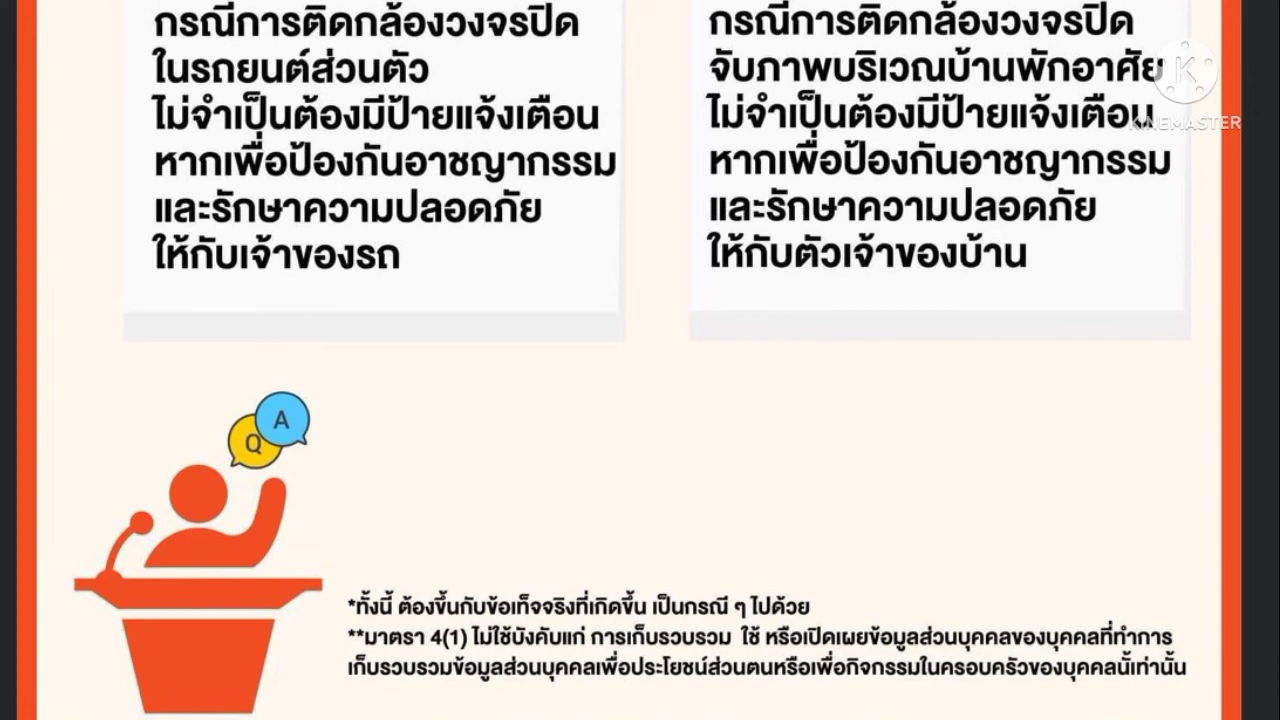 กรณีการติดกล้องวงจรปิด
ในรถยนต์ส่วนตัว
ไม่จำเป็นต้องมีป้ายแจ้งเตือน
หากเพื่อป้องกันอาชญากรรม
และรักษาความปลอดภัย
ให้กับเจ้าของรถ
กรณีการติดกล้องวงจรปิด
จับภาพบริเวณบ้านพักอาศัย
ไม่จำเป็นต้องมีป้ายแจ้งเตือน
หากเพื่อป้องกันอาชญากรรม
และรักษาความปลอดภัย
ให้กับตัวเจ้าของบ้าน
K
KINEMASTER
A
Q
*ทั้งนี้ ต้องขึ้นกับข้อเท็จจริงที่เกิดขึ้น เป็นกรณี ๆ ไปด้วย
**มาตรา 4(1) ไม่ใช้บังคับแก่ การเก็บรวบรวม ใช้ หรือเปิดเผยข้อมูลส่วนบุคคลของบุคคลที่ทำการ
เก็บรวบรวมข้อมูลส่วนบุคคลเพื่อประโยชน์ส่วนตนหรือเพื่อกิจกรรมในครอบครัวของบุคคลนั้เท่านั้น